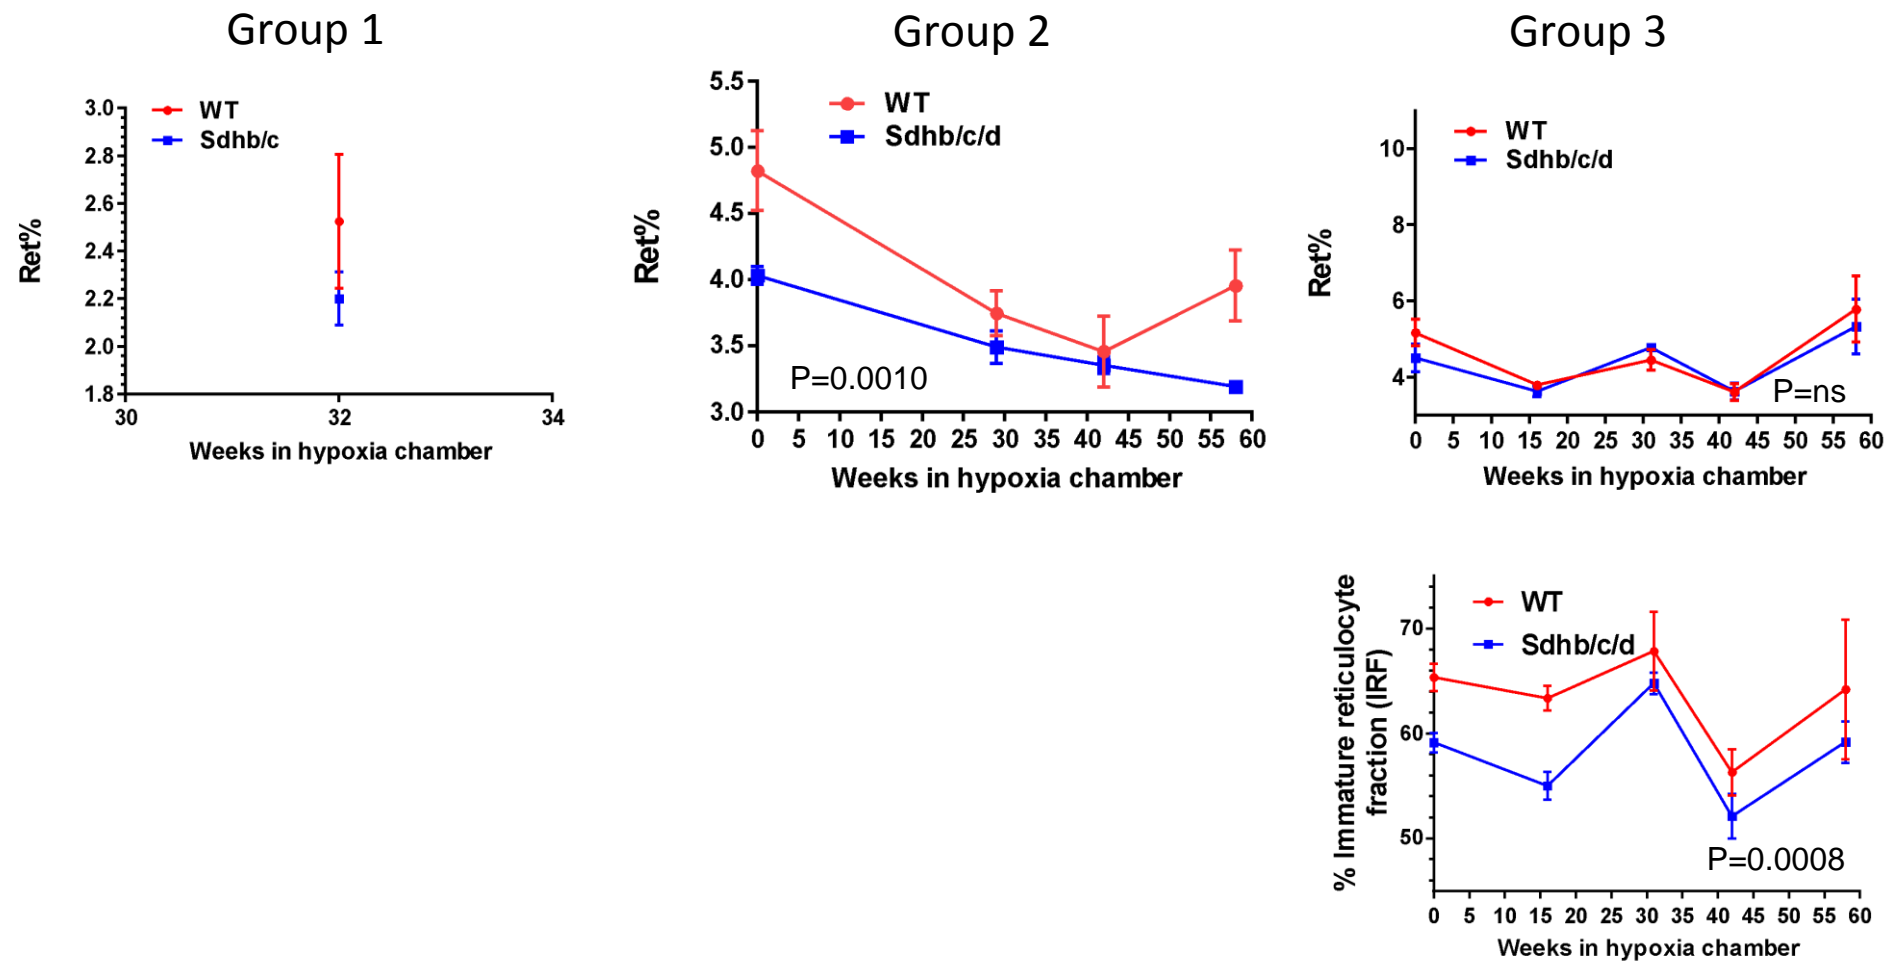 Group 1
Group 2
Group 3
WT
Sdhb/c
3.0
2.8
2.6
2.4
2.2
2.0
1.8
Ret%
30 32 34
Weeks in hypoxia chamber
WT
Sdhb/c/d
5.5
5.0
4.5
4.0
3.5
3.0
Ret%
P=0.0010
0 5 10 15 20 25 30 35 40 45 50 55 60
Weeks in hypoxia chamber
WT
Sdhb/c/d
10
8
6
4
Ret%
P=ns
0 5 10 15 20 25 30 35 40 45 50 55 60
Weeks in hypoxia chamber
WT
Sdhb/c/d
70
60
50
% Immature reticulocyte
fraction (IRF)
P=0.0008
0 5 10 15 20 25 30 35 40 45 50 55 60
Weeks in hypoxia chamber